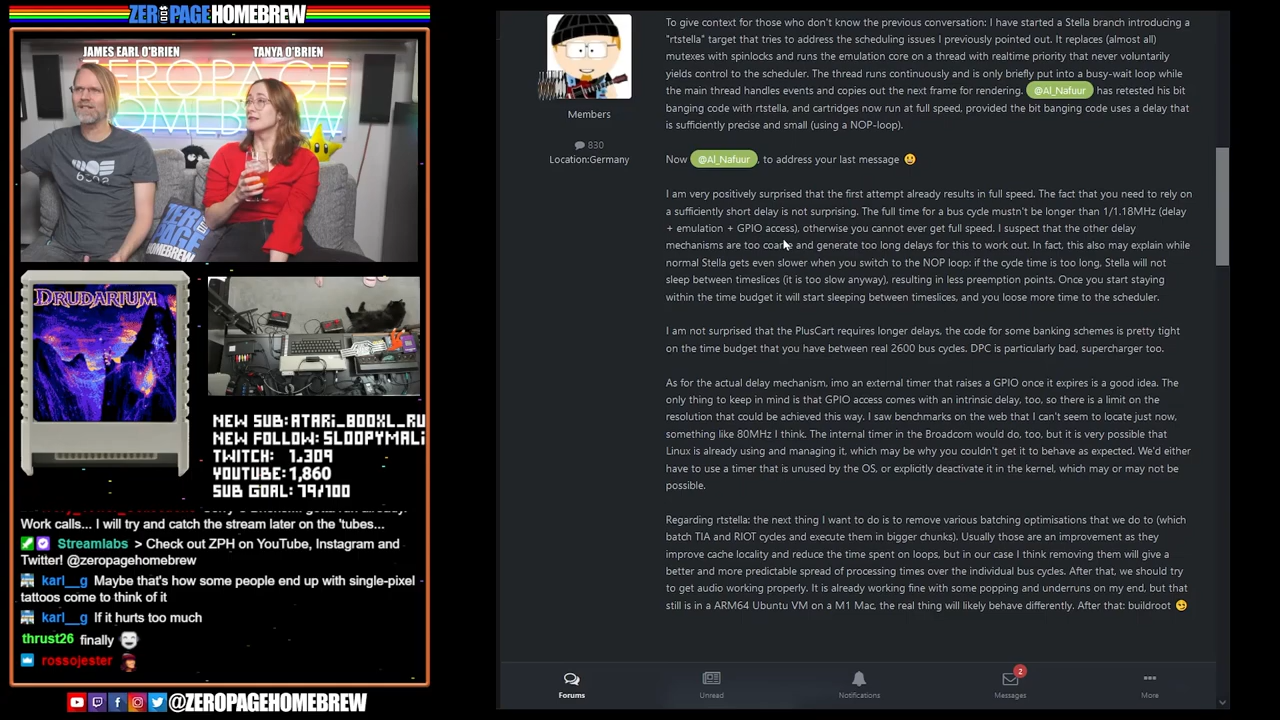 ZEROPAGE HOMEBREW
JAMES EARL O'BRIEN
TANYA O'BRIEN
ZEROPAGE
HOMEBREW
DRUDARIUM
NEW SUB: ATARI_800XL_RU
NEW FOLLOW: SLOOPYMALI
TWITCH: 1,309
YOUTUBE: 1,860
SUB GOAL: 79/100
Work calls... I will try and catch the stream later on the 'tubes...
Streamlabs > Check out ZPH on YouTube, Instagram and
Twitter! @zeropagehomebrew
karl__g Maybe that's how some people end up with single-pixel
tattoos come to think of it
karl__g If it hurts too much
thrust26 finally
rossojester
@ZEROPAGEHOMEBREW
Members
830
Location:Germany
To give context for those who don't know the previous conversation: I have started a Stella branch introducing a
"rtstella" target that tries to address the scheduling issues I previously pointed out. It replaces (almost all)
mutexes with spinlocks and runs the emulation core on a thread with realtime priority that never voluntarily
yields control to the scheduler. The thread runs continuously and is only briefly put into a busy-wait loop while
the main thread handles events and copies out the next frame for rendering. @Al_Nafuur has retested his bit
banging code with rtstella, and cartridges now run at full speed, provided the bit banging code uses a delay that
is sufficiently precise and small (using a NOP-loop).
Now @Al_Nafuur, to address your last message
I am very positively surprised that the first attempt already results in full speed. The fact that you need to rely on
a sufficiently short delay is not surprising. The full time for a bus cycle mustn't be longer than 1/1.18MHz (delay
+ emulation + GPIO access), otherwise you cannot ever get full speed. I suspect that the other delay
mechanisms are too coarse and generate too long delays for this to work out. In fact, this also may explain while
normal Stella gets even slower when you switch to the NOP loop: if the cycle time is too long, Stella will not
sleep between timeslices (it is too slow anyway), resulting in less preemption points. Once you start staying
within the time budget it will start sleeping between timeslices, and you loose more time to the scheduler.
I am not surprised that the PlusCart requires longer delays, the code for some banking schemes is pretty tight
on the time budget that you have between real 2600 bus cycles. DPC is particularly bad, supercharger too.
As for the actual delay mechanism, imo an external timer that raises a GPIO once it expires is a good idea. The
only thing to keep in mind is that GPIO access comes with an intrinsic delay, too, so there is a limit on the
resolution that could be achieved this way. I saw benchmarks on the web that I can't seem to locate just now,
something like 80MHz I think. The internal timer in the Broadcom would do, too, but it is very possible that
Linux is already using and managing it, which may be why you couldn't get it to behave as expected. We'd either
have to use a timer that is unused by the OS, or explicitly deactivate it in the kernel, which may or may not be
possible.
Regarding rtstella: the next thing I want to do is to remove various batching optimisations that we do to (which
batch TIA and RIOT cycles and execute them in bigger chunks). Usually those are an improvement as they
improve cache locality and reduce the time spent on loops, but in our case I think removing them will give a
better and more predictable spread of processing times over the individual bus cycles. After that, we should try
to get audio working properly. It is already working fine with some popping and underruns on my end, but that
still is in a ARM64 Ubuntu VM on a M1 Mac, the real thing will likely behave differently. After that: buildroot
Forums
Unread
Notifications
2
Messages
More